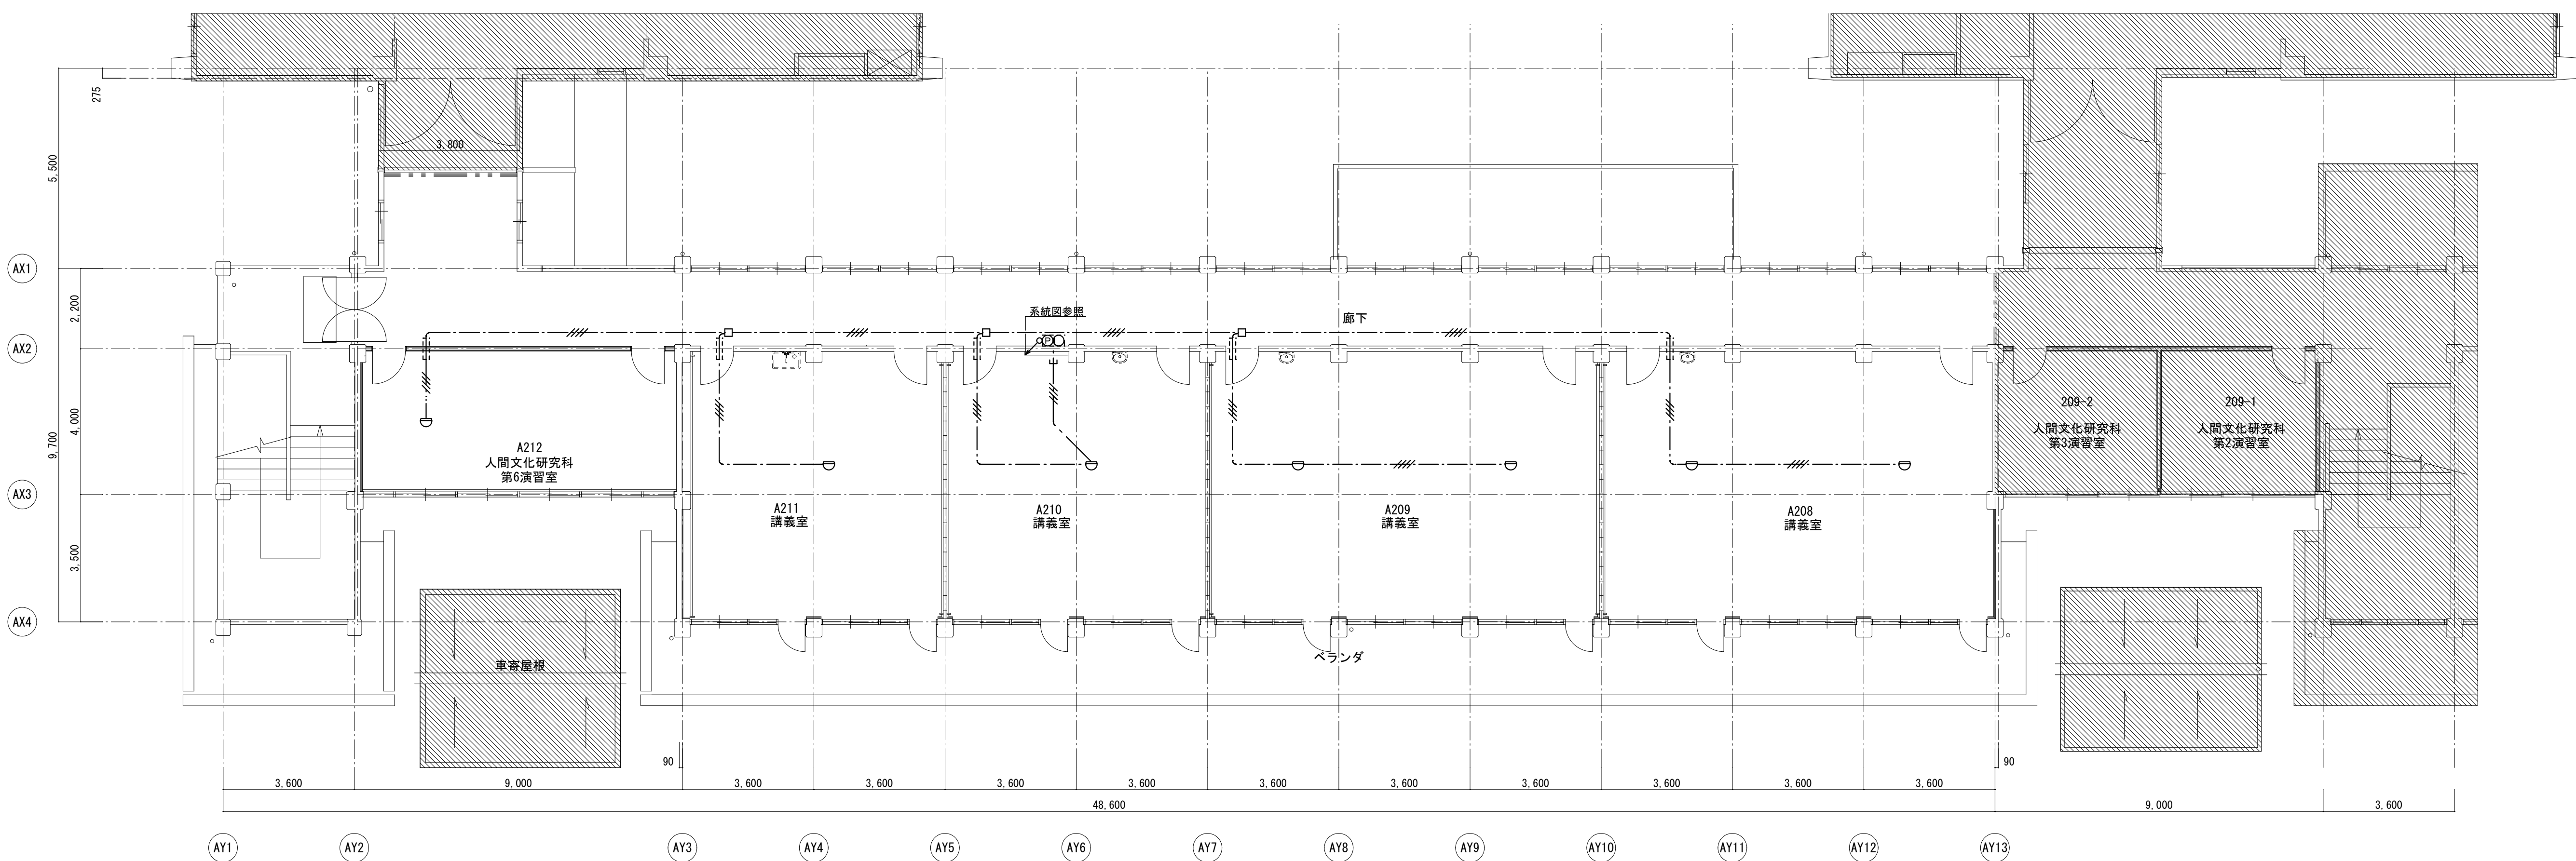 275
3,800
5,500
AX1
2,200
系統図参照
P
廊下
AX2
4,000
9,700
A212
人間文化研究科
第6演習室
209-2
人間文化研究科
第3演習室
209-1
人間文化研究科
第2演習室
AX3
A211
講義室
A210
講義室
A209
講義室
A208
講義室
3,500
AX4
車寄屋根
ベランダ
90
90
3,600
9,000
3,600
3,600
3,600
3,600
3,600
3,600
3,600
3,600
3,600
3,600
48,600
9,000
3,600
AY1
AY2
AY3
AY4
AY5
AY6
AY7
AY8
AY9
AY10
AY11
AY12
AY13